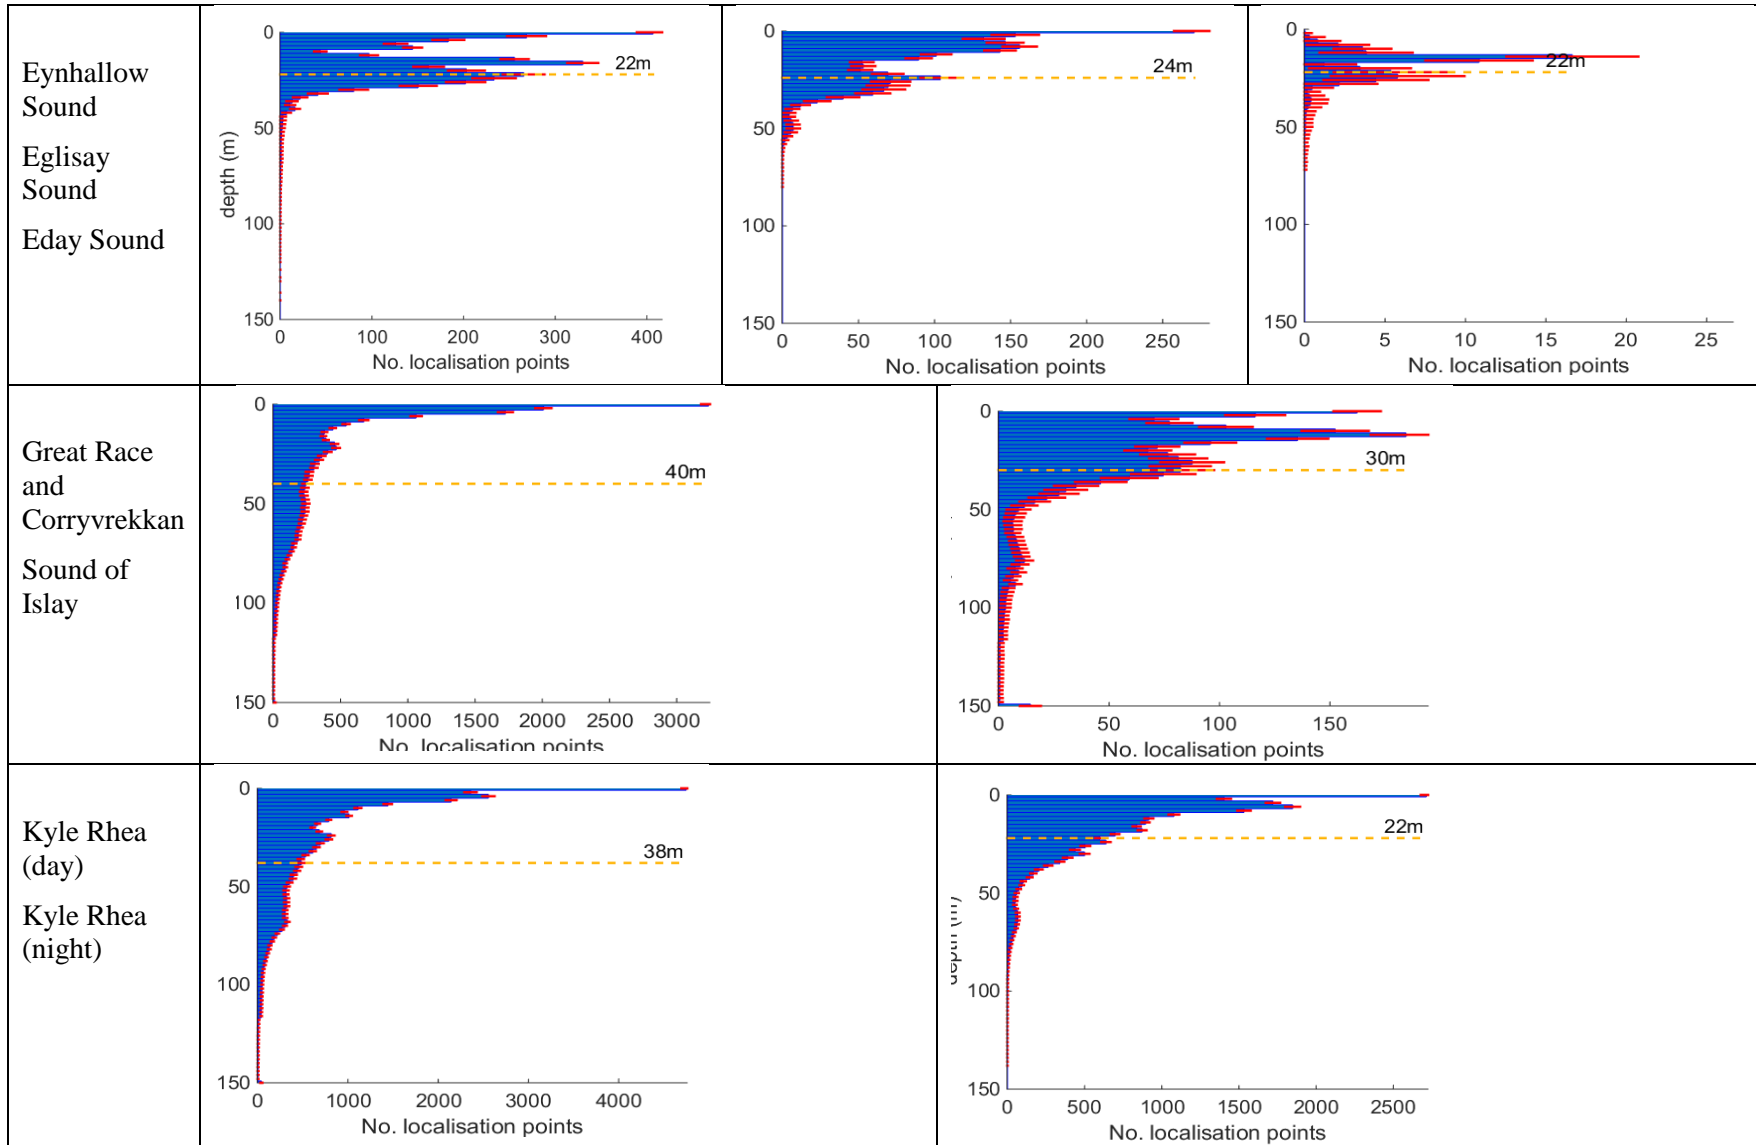 Eynhallow
Sound
Eglisay
Sound
Eday Sound
0
50
100
150
depth (m)
22m
0 100 200 300 400
No. localisation points
0
50
100
150
24m
0 50 100 150 200 250
No. localisation points
0
50
100
150
22m
0 5 10 15 20 25
No. localisation points
Great Race
and
Corryvrekkan
Sound of
Islay
0
50
100
150
40m
0 500 1000 1500 2000 2500 3000
No. localisation points
0
50
100
150
30m
0 50 100 150
No. localisation points
Kyle Rhea
(day)
Kyle Rhea
(night)
0
50
100
150
38m
0 1000 2000 3000 4000
No. localisation points
0
50
100
150
depth (m)
22m
0 500 1000 1500 2000 2500
No. localisation points